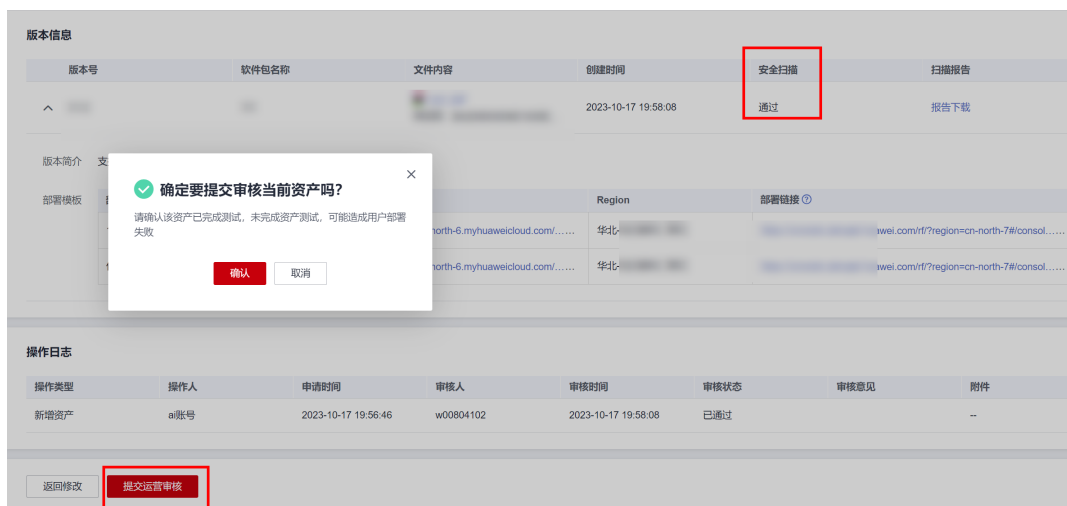 版本信息
版本号 软件包名称 文件内容 创建时间 安全扫描 扫描报告
2023-10-17 19:58:08 通过 报告下载
版本简介 支
部署模板 Region 部署链接
north-6.myhuaweicloud.com/…… 华北- wei.com/rf/?region=cn-north-7#/consol……
north-6.myhuaweicloud.com/…… 华北- wei.com/rf/?region=cn-north-7#/consol……
确定要提交审核当前资产吗?
请确认该资产已完成测试,未完成资产测试,可能造成用户部署
失败
确认 取消
操作日志
操作类型 操作人 申请时间 审核人 审核时间 审核状态 审核意见 附件
新增资产 ai账号 2023-10-17 19:56:46 w00804102 2023-10-17 19:58:08 已通过 --
返回修改 提交运营审核